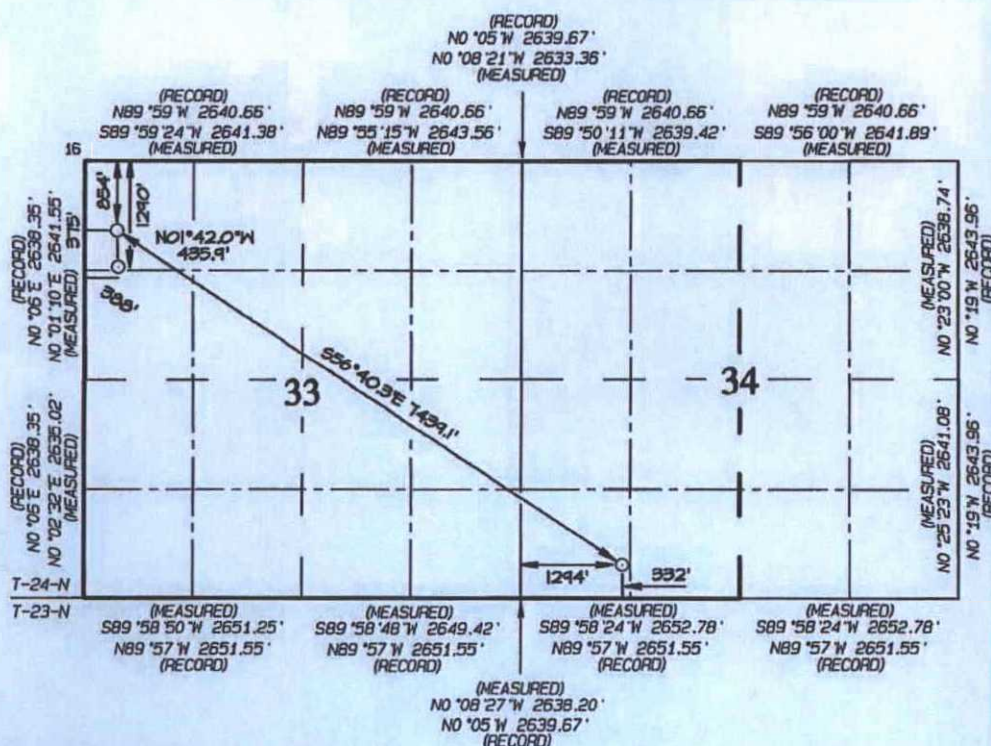 (RECORD)
N0 °05'W 2639.67'
N0 °08'21"W 2633.36'
(MEASURED)
(RECORD)
N89 °59'W 2640.66'
S89 °59'24"W 2641.38'
(MEASURED)
(RECORD)
N89 °59'W 2640.66'
N89 °55'15"W 2643.56'
(MEASURED)
(RECORD)
N89 °59'W 2640.66'
S89 °50'11"W 2639.42'
(MEASURED)
(RECORD)
N89 °59'W 2640.66'
S89 °56'00"W 2641.89'
(MEASURED)
16
854'
1290'
375'
N01°42.0"W
435.9'
388'
(RECORD)
N0 °05'E 2638.35'
N0 °01'10"E 2641.55'
(MEASURED)
(MEASURED)
N0 °23'00"W 2638.74'
N0 °19'W 2643.96'
(RECORD)
S56°40.3'E 7439.1'
33
34
(RECORD)
N0 °05'E 2638.35'
N0 °02'32"E 2635.02'
(MEASURED)
(MEASURED)
N0 °25'23"W 2641.08'
N0 °19'W 2643.96'
(RECORD)
1294'
332'
T-24-N
T-23-N
(MEASURED)
S89 °58'50"W 2651.25'
N89 °57'W 2651.55'
(RECORD)
(MEASURED)
S89 °58'48"W 2649.42'
N89 °57'W 2651.55'
(RECORD)
(MEASURED)
S89 °58'24"W 2652.78'
N89 °57'W 2651.55'
(RECORD)
(MEASURED)
S89 °58'24"W 2652.78'
N89 °57'W 2651.55'
(RECORD)
(MEASURED)
N0 °08'27"W 2638.20'
N0 °05'W 2639.67'
(RECORD)